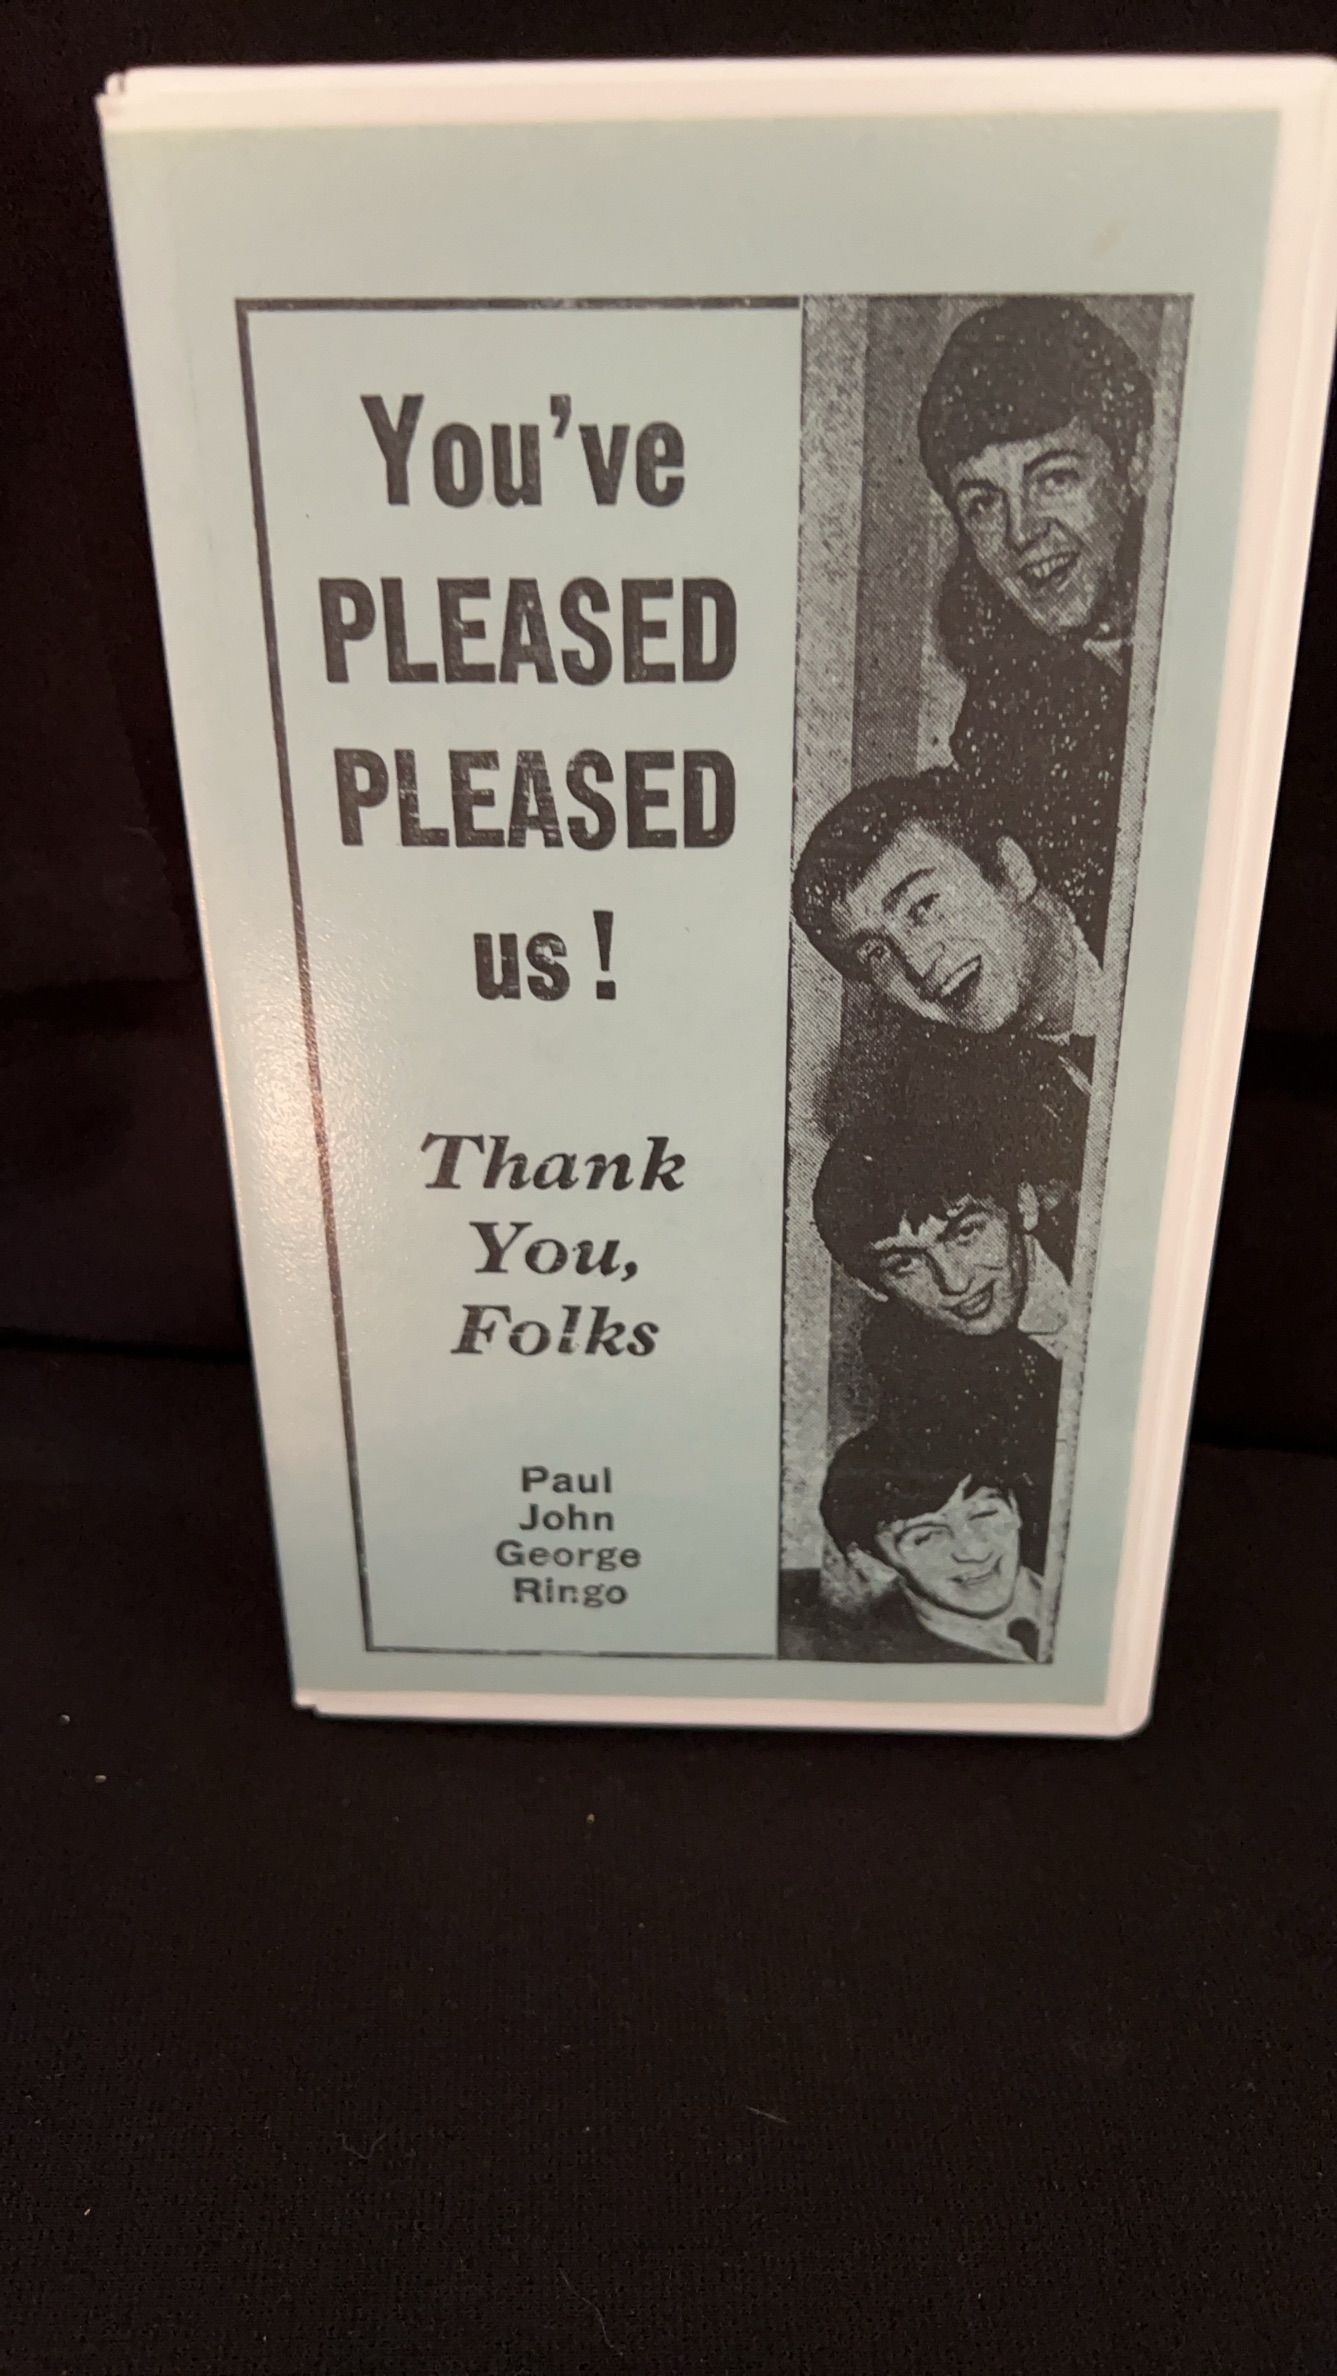 You've
PLEASED
PLEASED
us!
Thank
You,
Folks
Paul
John
George
Ringo